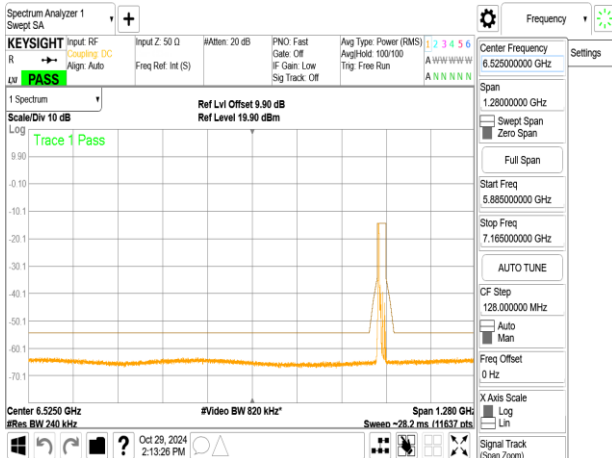 Spectrum Analyzer 1
Swept SA
Frequency
Settings
KEYSIGHT
R
LXI
PASS
Input: RF
Coupling: DC
Align: Auto
Input Z: 50 Ω
Freq Ref: Int (S)
#Atten: 20 dB
PNO: Fast
Gate: Off
IF Gain: Low
Sig Track: Off
Avg Type: Power (RMS)
Avg|Hold: 100/100
Trig: Free Run
1 2 3 4 5 6
A W W W W W
A N N N N N
1 Spectrum
Scale/Div 10 dB
Ref Lvl Offset 9.90 dB
Ref Level 19.90 dBm
Log
Trace 1 Pass
9.90
-0.10
-10.1
-20.1
-30.1
-40.1
-50.1
-60.1
-70.1
Center 6.5250 GHz
#Video BW 820 kHz*
Span 1.280 GHz
#Res BW 240 kHz
Sweep ~28.2 ms (11637 pts
Oct 29, 2024
2:13:26 PM
Center Frequency
6.525000000 GHz
Span
1.28000000 GHz
Swept Span
Zero Span
Full Span
Start Freq
5.885000000 GHz
Stop Freq
7.165000000 GHz
AUTO TUNE
CF Step
128.000000 MHz
Auto
Man
Freq Offset
0 Hz
X Axis Scale
Log
Lin
Signal Track
(Span Zoom)